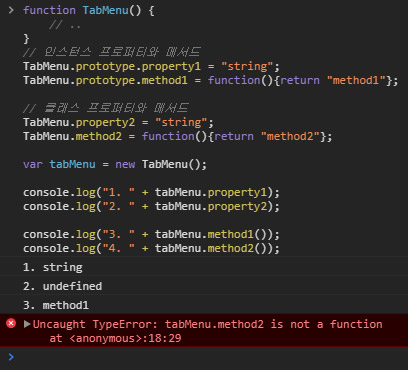 function TabMenu() {
// ..
}
// 인스턴스 프로퍼티와 메서드
TabMenu.prototype.property1 = "string";
TabMenu.prototype.method1 = function(){return "method1"};
// 클래스 프로퍼티와 메서드
TabMenu.property2 = "string";
TabMenu.method2 = function(){return "method2"};
var tabMenu = new TabMenu();
console.log("1. " + tabMenu.property1);
console.log("2. " + tabMenu.property2);
console.log("3. " + tabMenu.method1());
console.log("4. " + tabMenu.method2());
1. string
2. undefined
3. method1
Uncaught TypeError: tabMenu.method2 is not a function
at <anonymous>:18:29